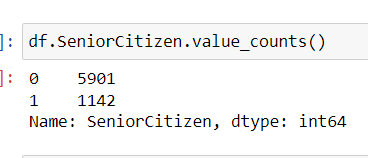 ]: df.SeniorCitizen.value_counts()
]: 0    5901
1    1142
Name: SeniorCitizen, dtype: int64